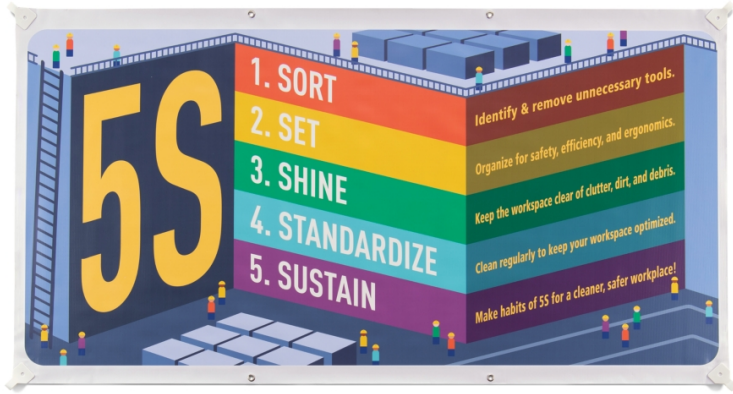 5S
1. SORT
2. SET
3. SHINE
4. STANDARDIZE
5. SUSTAIN
Identify & remove unnecessary tools.
Organize for safety, efficiency, and ergonomics.
Keep the workspace clear of clutter, dirt, and debris.
Clean regularly to keep your workspace optimized.
Make habits of 5S for a cleaner, safer workplace!